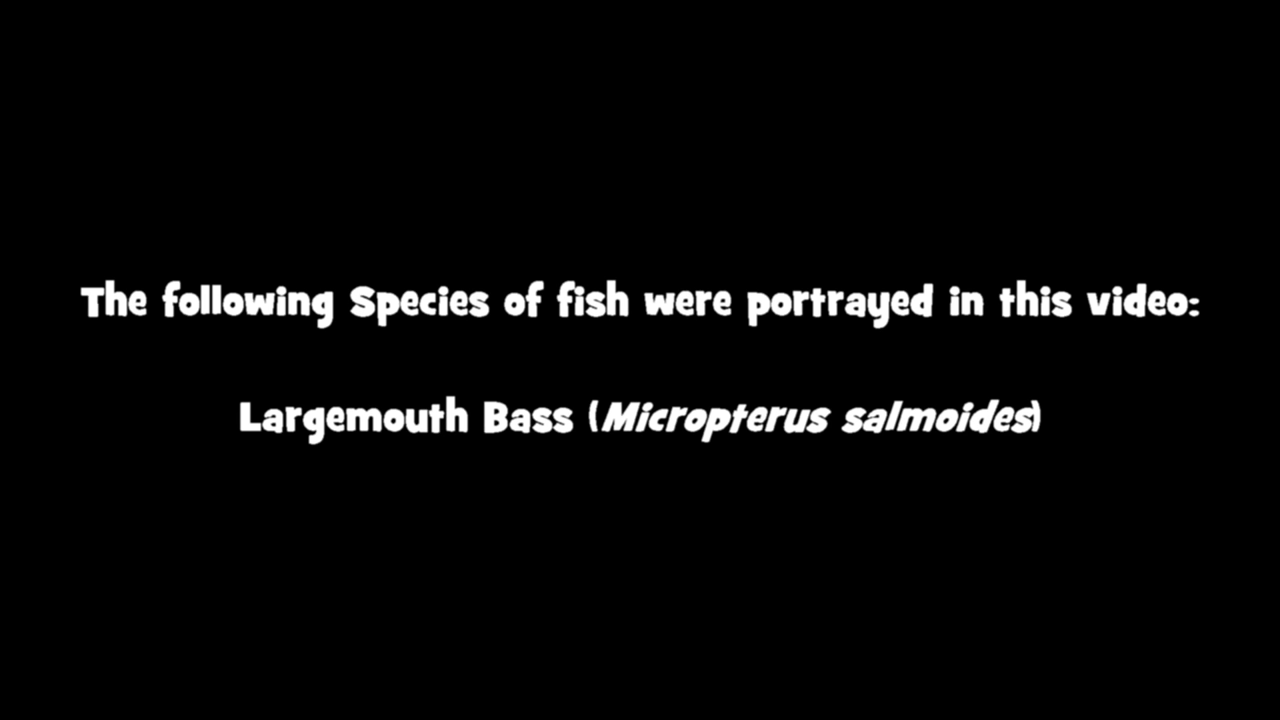 The following Species of fish were portrayed in this video:
Largemouth Bass (Micropterus salmoides)